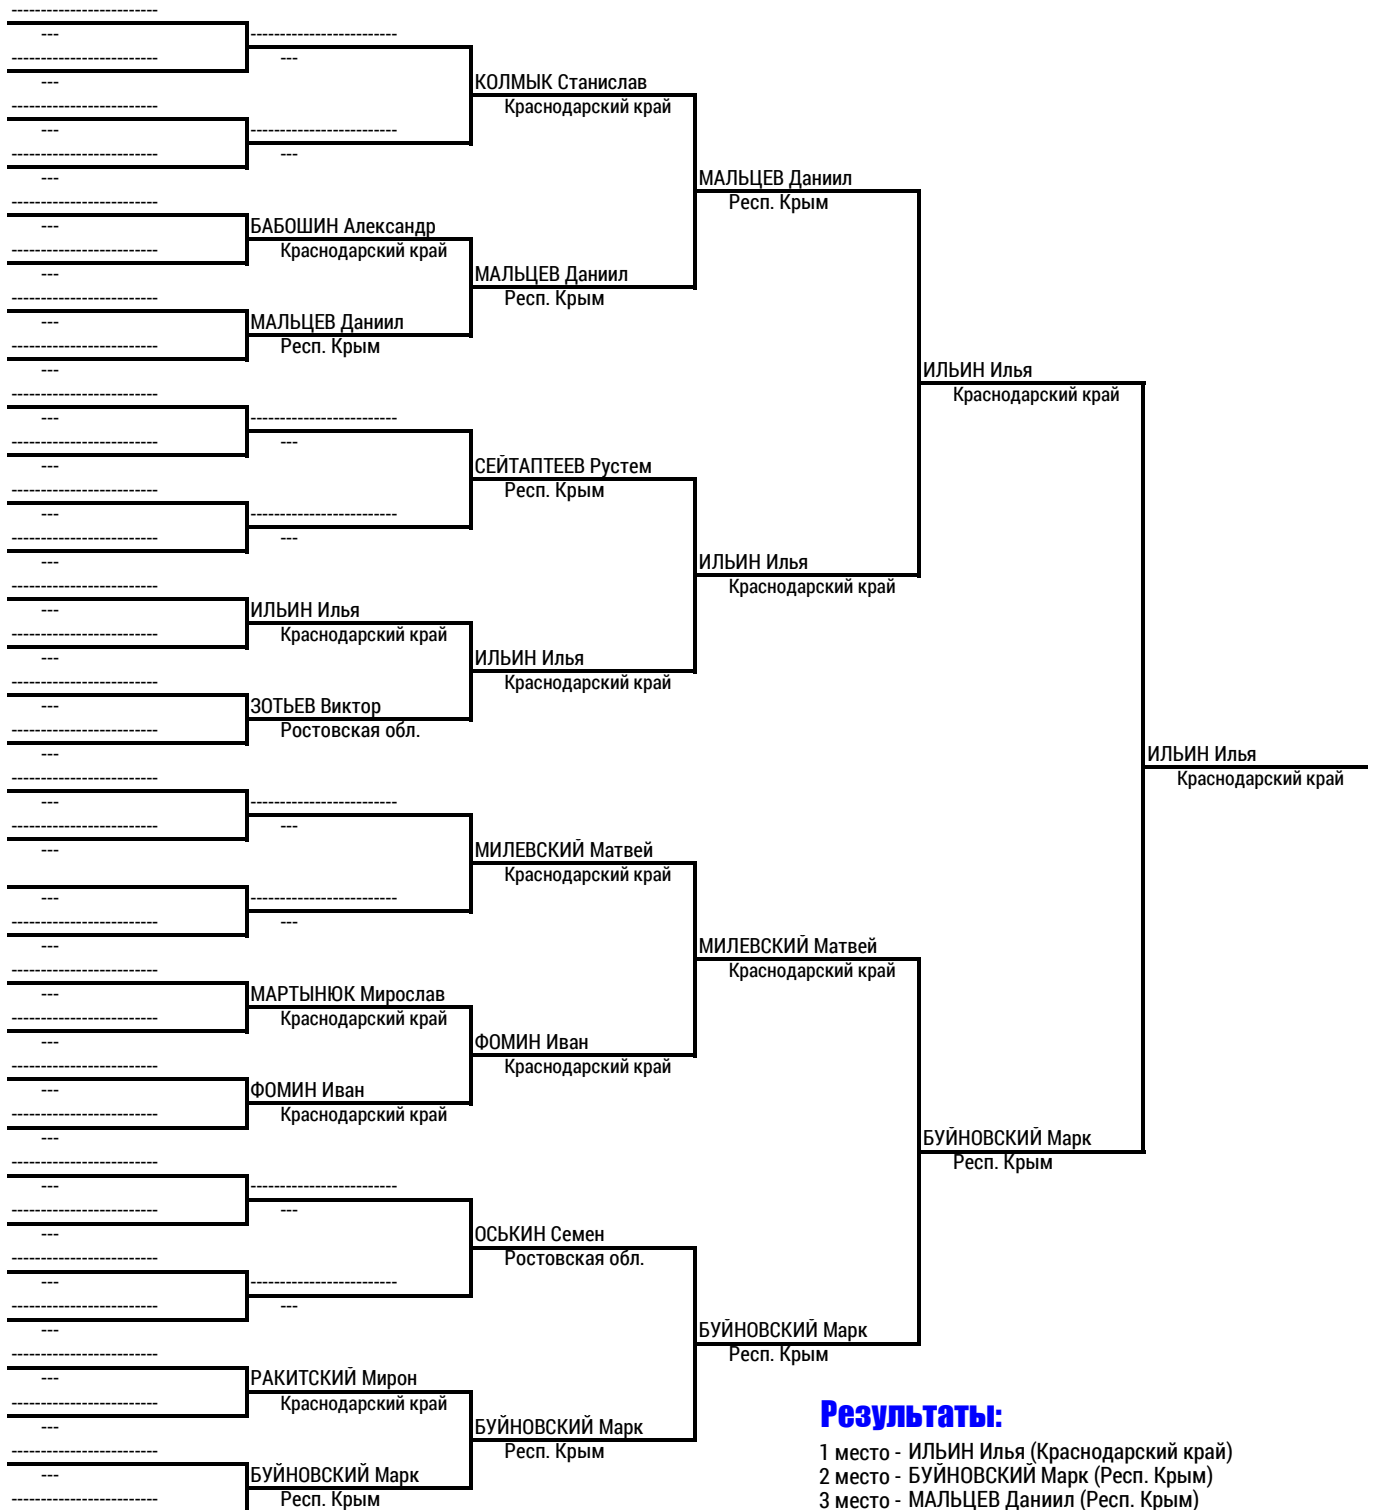 -------------------------
---
-------------------------
---
-------------------------
---
-------------------------
---
-------------------------
---
-------------------------
---
-------------------------
---
-------------------------
---
-------------------------
---
-------------------------
---
-------------------------
---
-------------------------
---
-------------------------
---
-------------------------
---
-------------------------
---
-------------------------
---
-------------------------
---
-------------------------
---
---
-------------------------
---
-------------------------
---
-------------------------
---
-------------------------
---
-------------------------
---
-------------------------
---
-------------------------
---
-------------------------
---
-------------------------
---
-------------------------
---
-------------------------
---
-------------------------
---
-------------------------
-------------------------
---
-------------------------
---
БАБОШИН Александр
Краснодарский край
МАЛЬЦЕВ Даниил
Респ. Крым
-------------------------
---
-------------------------
---
ИЛЬИН Илья
Краснодарский край
ЗОТЬЕВ Виктор
Ростовская обл.
-------------------------
---
-------------------------
---
МАРТЫНЮК Мирослав
Краснодарский край
ФОМИН Иван
Краснодарский край
-------------------------
---
-------------------------
---
РАКИТСКИЙ Мирон
Краснодарский край
БУЙНОВСКИЙ Марк
Респ. Крым
КОЛМЫК Станислав
Краснодарский край
МАЛЬЦЕВ Даниил
Респ. Крым
СЕЙТАПТЕЕВ Рустем
Респ. Крым
ИЛЬИН Илья
Краснодарский край
МИЛЕВСКИЙ Матвей
Краснодарский край
ФОМИН Иван
Краснодарский край
ОСЬКИН Семен
Ростовская обл.
БУЙНОВСКИЙ Марк
Респ. Крым
МАЛЬЦЕВ Даниил
Респ. Крым
ИЛЬИН Илья
Краснодарский край
МИЛЕВСКИЙ Матвей
Краснодарский край
БУЙНОВСКИЙ Марк
Респ. Крым
ИЛЬИН Илья
Краснодарский край
БУЙНОВСКИЙ Марк
Респ. Крым
ИЛЬИН Илья
Краснодарский край
Результаты:
1 место - ИЛЬИН Илья (Краснодарский край)
2 место - БУЙНОВСКИЙ Марк (Респ. Крым)
3 место - МАЛЬЦЕВ Даниил (Респ. Крым)